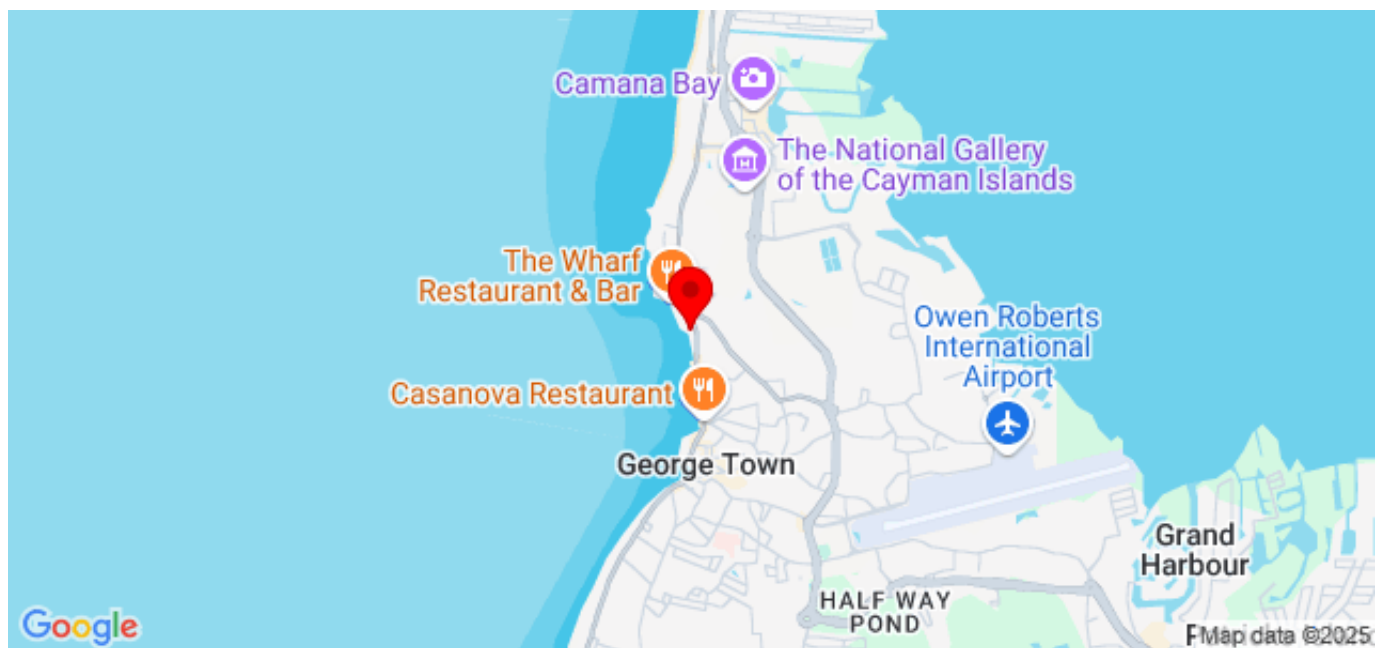 Camana Bay
The National Gallery
of the Cayman Islands
The Wharf
Restaurant & Bar
Owen Roberts
International
Airport
Casanova Restaurant
George Town
Grand
Harbour
HALF WAY
POND
Google
Map data ©2025